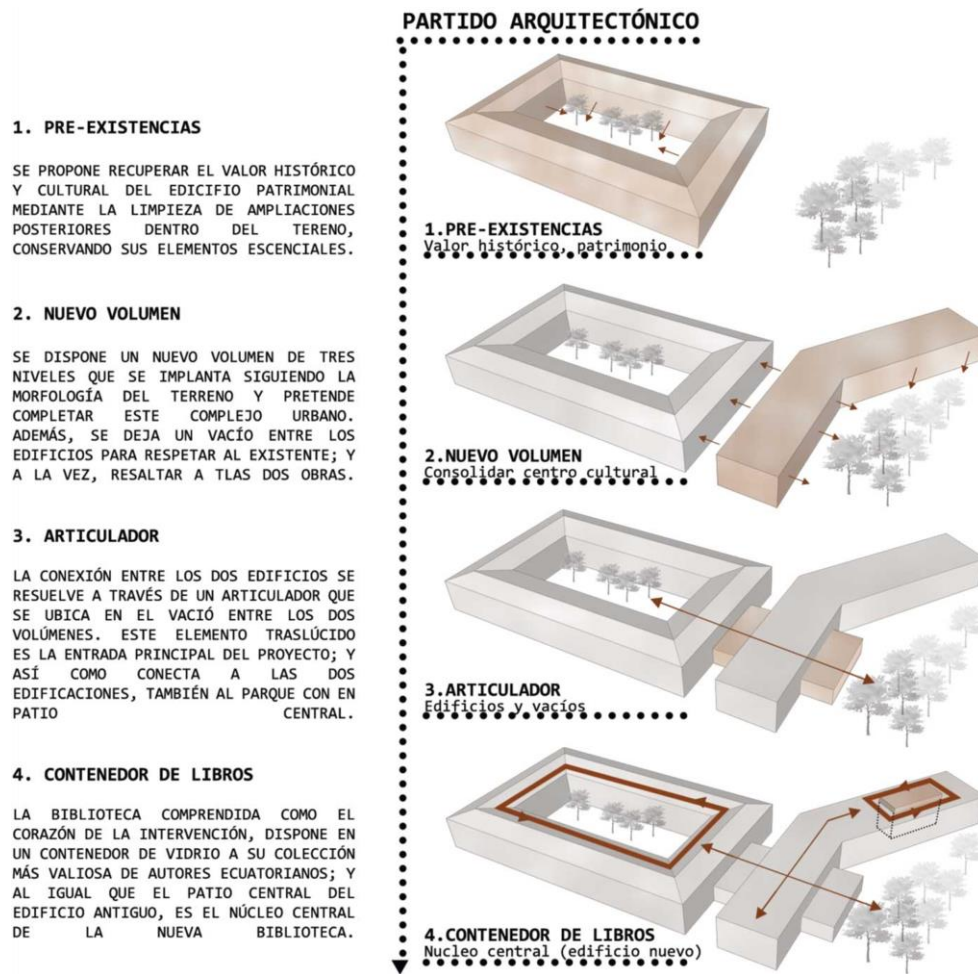 PARTIDO ARQUITECTÓNICO
1. PRE-EXISTENCIAS
SE PROPONE RECUPERAR EL VALOR HISTÓRICO
Y CULTURAL DEL EDICIFIO PATRIMONIAL
MEDIANTE LA LIMPIEZA DE AMPLIACIONES
POSTERIORES DENTRO DEL TERENO,
CONSERVANDO SUS ELEMENTOS ESCENCIALES.
2. NUEVO VOLUMEN
SE DISPONE UN NUEVO VOLUMEN DE TRES
NIVELES QUE SE IMPLANTA SIGUIENDO LA
MORFOLOGÍA DEL TERRENO Y PRETENDE
COMPLETAR ESTE COMPLEJO URBANO.
ADEMÁS, SE DEJA UN VACÍO ENTRE LOS
EDIFICIOS PARA RESPETAR AL EXISTENTE; Y
A LA VEZ, RESALTAR A TLAS DOS OBRAS.
3. ARTICULADOR
LA CONEXIÓN ENTRE LOS DOS EDIFICIOS SE
RESUELVE A TRAVÉS DE UN ARTICULADOR QUE
SE UBICA EN EL VACIÓ ENTRE LOS DOS
VOLÚMENES. ESTE ELEMENTO TRASLÚCIDO
ES LA ENTRADA PRINCIPAL DEL PROYECTO; Y
ASÍ COMO CONECTA A LAS DOS
EDIFICACIONES, TAMBIÉN AL PARQUE CON EN
PATIO CENTRAL.
4. CONTENEDOR DE LIBROS
LA BIBLIOTECA COMPRENDIDA COMO EL
CORAZÓN DE LA INTERVENCIÓN, DISPONE EN
UN CONTENEDOR DE VIDRIO A SU COLECCIÓN
MÁS VALIOSA DE AUTORES ECUATORIANOS; Y
AL IGUAL QUE EL PATIO CENTRAL DEL
EDIFICIO ANTIGUO, ES EL NÚCLEO CENTRAL
DE LA NUEVA BIBLIOTECA.
1.PRE-EXISTENCIAS
Valor histórico, patrimonio
2.NUEVO VOLUMEN
Consolidar centro cultural
3.ARTICULADOR
Edificios y vacíos
4.CONTENEDOR DE LIBROS
Nucleo central (edificio nuevo)